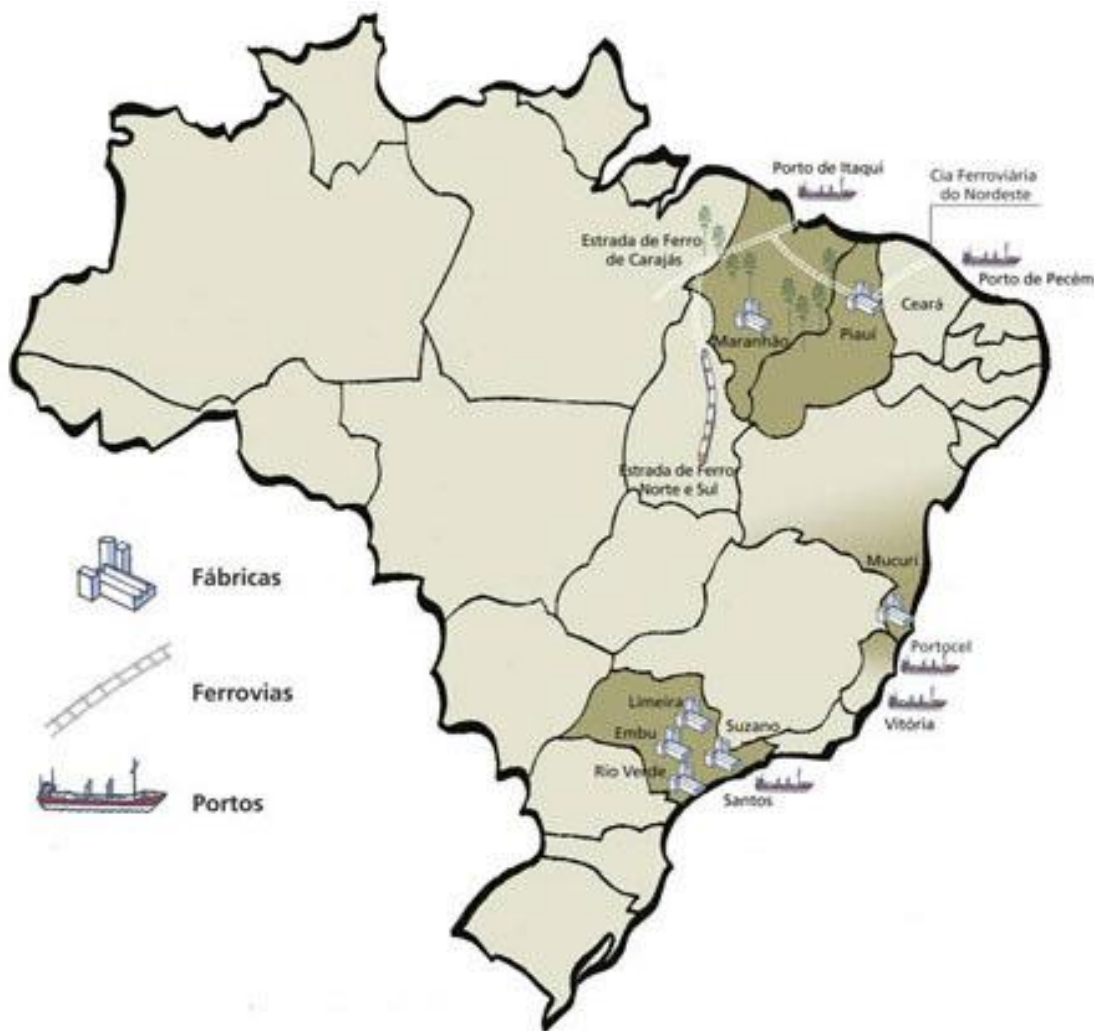 Porto de Itaqui
Cia Ferroviária
do Nordeste
Estrada de Ferro
de Carajás
Porto de Pecém
Ceará
Maranhão
Piauí
Estrada de Ferro
Norte e Sul
Mucuri
Fábricas
Portocel
Ferrovias
Limeira
Suzano
Vitória
Embu
Rio Verde
Portos
Santos